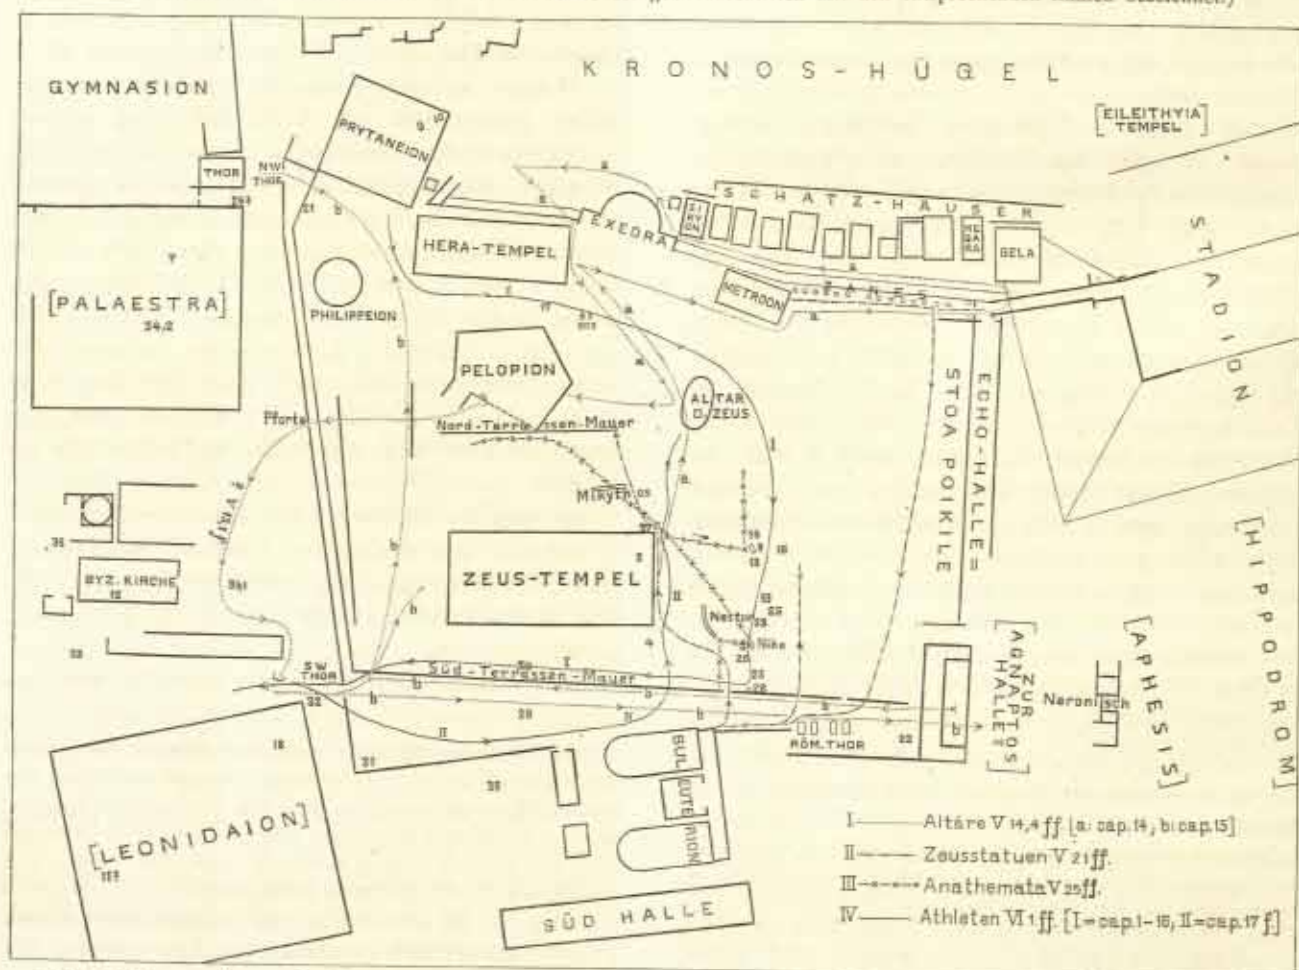 KRONOS-HÜGEL
GYMNASION
[EILEITHYIA
TEMPEL]
PRYTANEION
THOR
NW
THOR
SCHATZ-HÄUSER
SIKYON
MEGARA
GELA
EXEDRA
HERA-TEMPEL
METROON
ZANES
STADION
[PALAESTRA]
PHILIPPEION
PELOPION
ALTAR
D. ZEUS
Pforte
Nord-Terrassen-Mauer
STOA POIKILE
ECHO-HALLE=
Mikyth
BYZ. KIRCHE
ZEUS-TEMPEL
[HIPPODROM]
Nestor
Nike
SW
THOR
Süd-Terrassen-Mauer
ZUR
[AGNAPTOS
HALLE?]
Neronisch
[APHESIS]
BULEUTERION
RÖM. THOR
[LEONIDAION]
SÜD HALLE
I Altäre V 14,4 ff. [a: cap. 14, b: cap. 15]
II Zeusstatuen V 21 ff.
III Anathemata V 25 ff.
IV Athleten VI 1 ff. [I = cap. 1-16, II = cap. 17 f.]